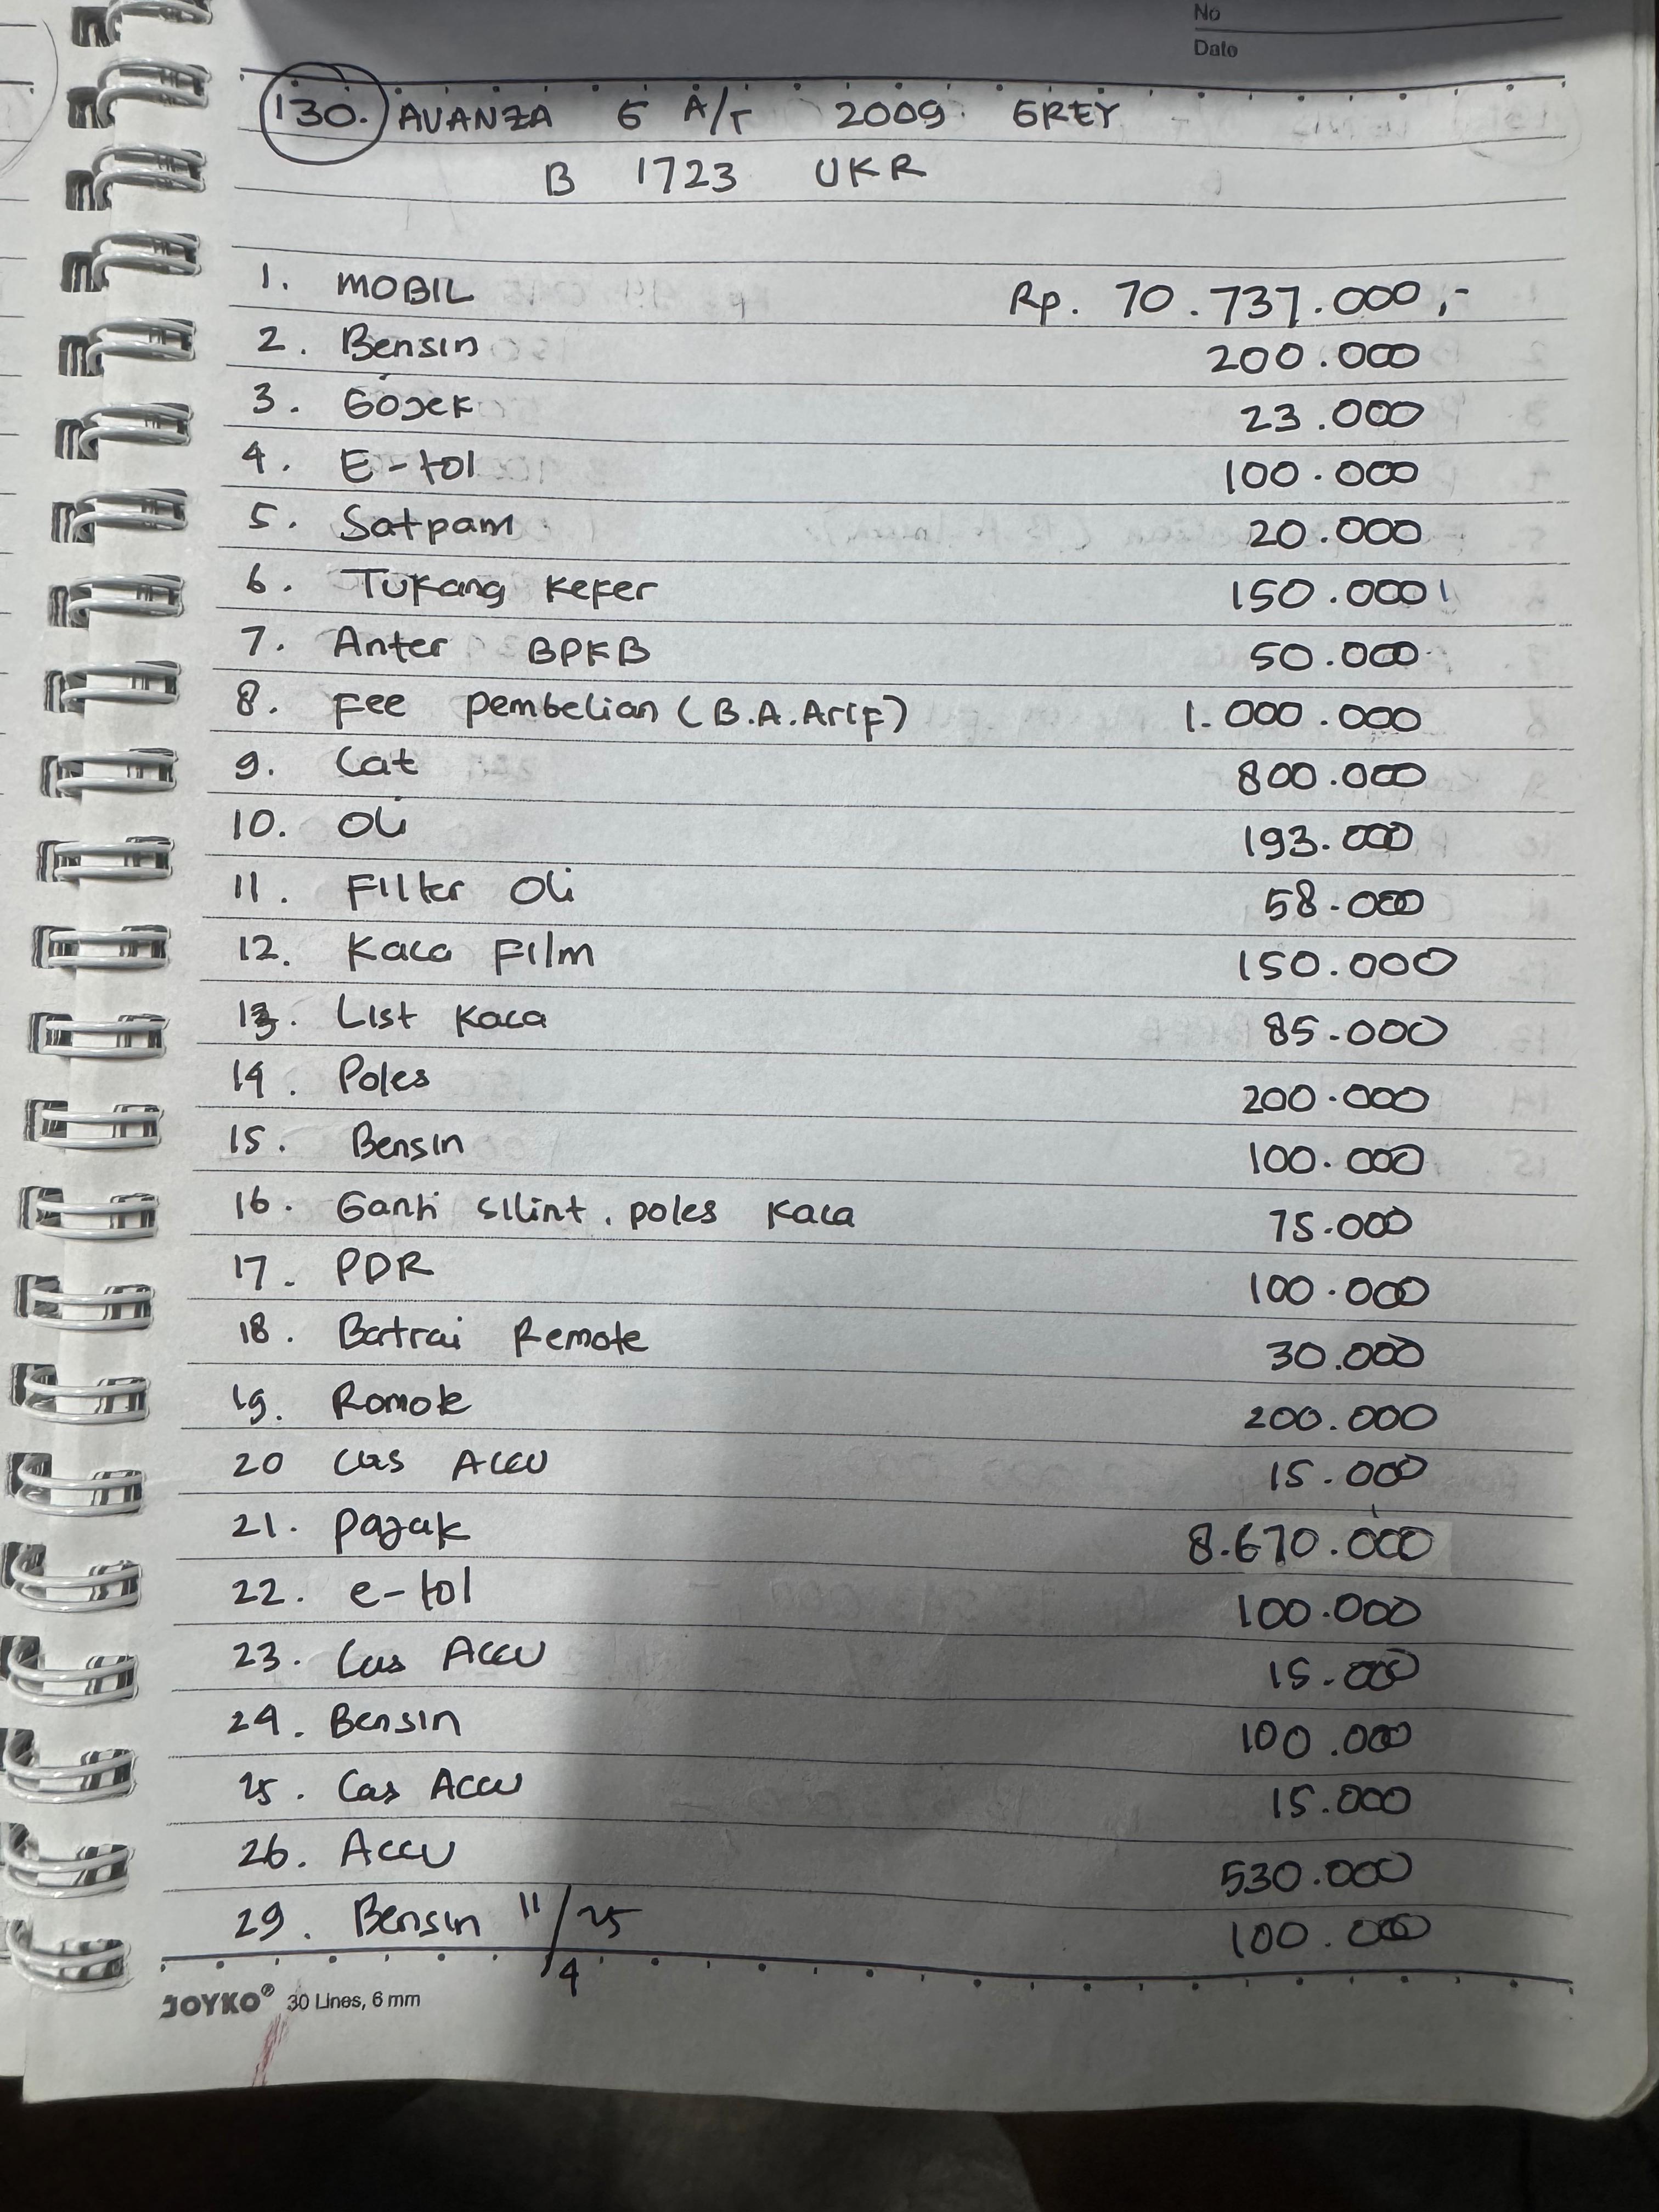 No
Date
130. AVANZA G A/T 2009 GREY
B 1723 UKR
1. MOBIL Rp. 70.737.000,-
2. Bensin 200.000
3. Gojek 23.000
4. E-tol 100.000
5. Satpam 20.000
6. Tukang keker 150.000
7. Anter BPKB 50.000
8. Fee pembelian (B.A.Arif) 1.000.000
9. Cat 800.000
10. Oli 193.000
11. Filter Oli 58.000
12. Kaca Film 150.000
13. List Kaca 85.000
14. Poles 200.000
15. Bensin 100.000
16. Ganti silint, poles kaca 75.000
17. PDR 100.000
18. Batrai Remote 30.000
19. Romote 200.000
20 Cas Accu 15.000
21. Pajak 8.670.000
22. e-tol 100.000
23. Cas Accu 15.000
24. Bensin 100.000
25. Cas Accu 15.000
26. Accu 530.000
29. Bensin 11/4 25 100.000
JOYKO® 30 Lines, 6 mm